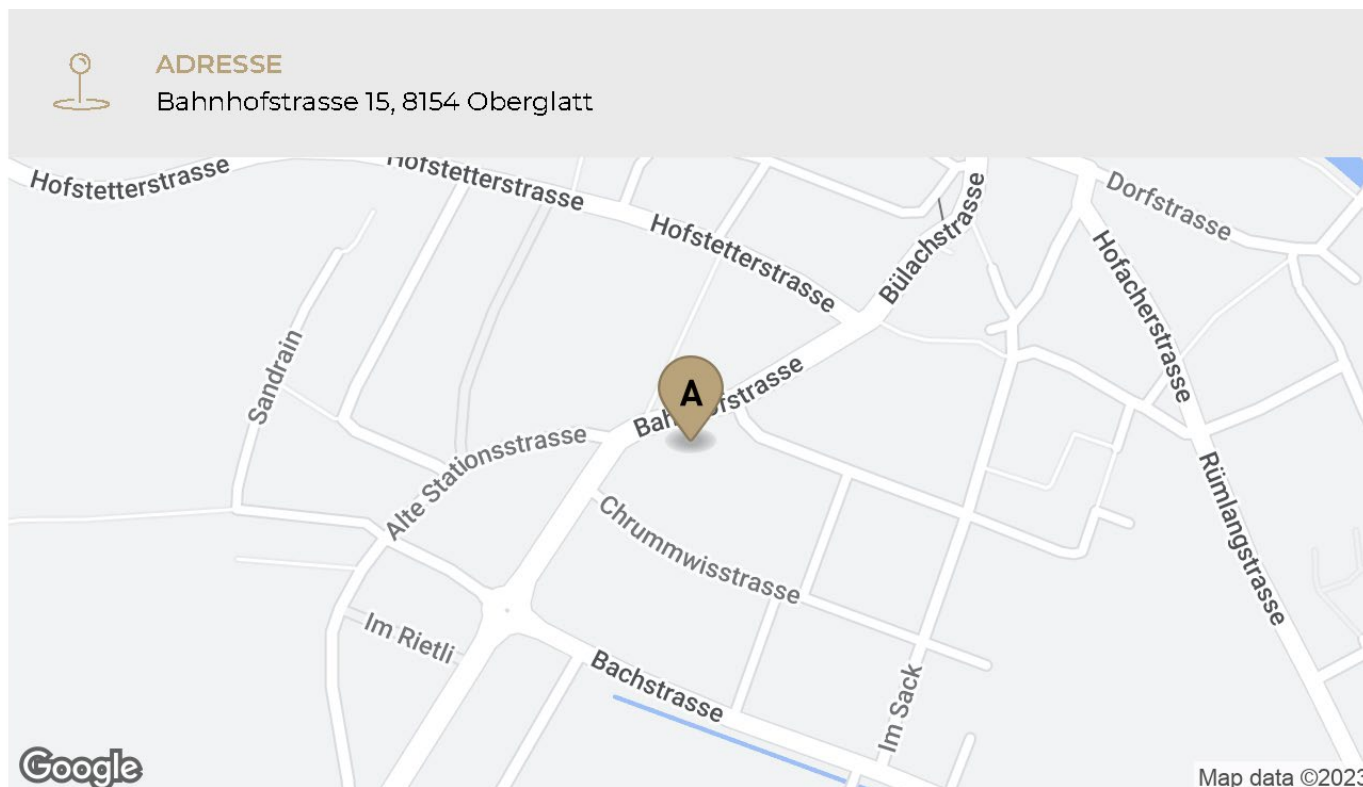 ADRESSE
Bahnhofstrasse 15, 8154 Oberglatt
Hofstetterstrasse
Hofstetterstrasse
Hofstetterstrasse
Bülachstrasse
Dorfstrasse
Hofacherstrasse
Sandrain
A
Bahnhofstrasse
Alte Stationsstrasse
Rümlangstrasse
Chrummwisstrasse
Im Rietli
Bachstrasse
Im Sack
Google
Map data ©2023